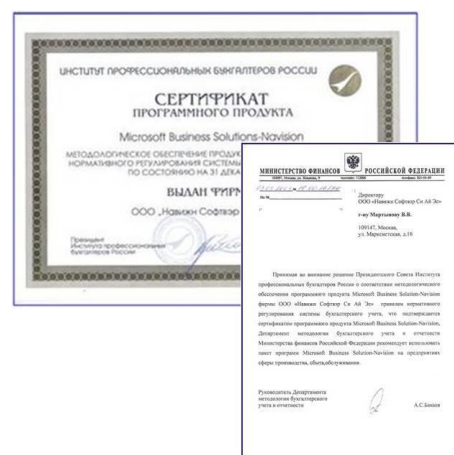 ИНСТИТУТ ПРОФЕССИОНАЛЬНЫХ БУХГАЛТЕРОВ РОССИИ
СЕРТИФИКАТ
ПРОГРАММНОГО ПРОДУКТА
Microsoft Business Solutions-Navision
МЕТОДОЛОГИЧЕСКОЕ ОБЕСПЕЧЕНИЕ ПРОДУК
НОРМАТИВНОГО РЕГУЛИРОВАНИЯ СИСТЕМЫ
ПО СОСТОЯНИЮ НА 31 ДЕКА
ВЫДАН ФИРМ
ООО „Навижн Софтвэр
Президент
Института профессиональных
бухгалтеров России
МИНИСТЕРСТВО ФИНАНСОВ РОССИЙСКОЙ ФЕДЕРАЦИИ
На №
Директору
ООО «Навижн Софтвэр Си Ай Эс»
г-ну Мартынову В.В.
109147, Москва,
ул. Марксистская, д.
Принимая во внимание решение Президентского Совета Института
профессиональных бухгалтеров России о соответствии методологического
обеспечения программного продукта Microsoft Business Solution-Navision
фирмы ООО «Навижн Софтвэр Си Ай Эс» правилам нормативного
регулирования системы бухгалтерского учета, что подтверждается
сертификатом программного продукта Microsoft Business Solution-Navision,
Департамент методологии бухгалтерского учета и отчетности
Министерства финансов Российской Федерации рекомендует использовать
пакет программ Microsoft Business Solution-Navision на предприятиях
сферы производства, сбыта, обслуживания.
Руководитель Департамента
методологии бухгалтерского
учета и отчетности
А.С.Бакаев